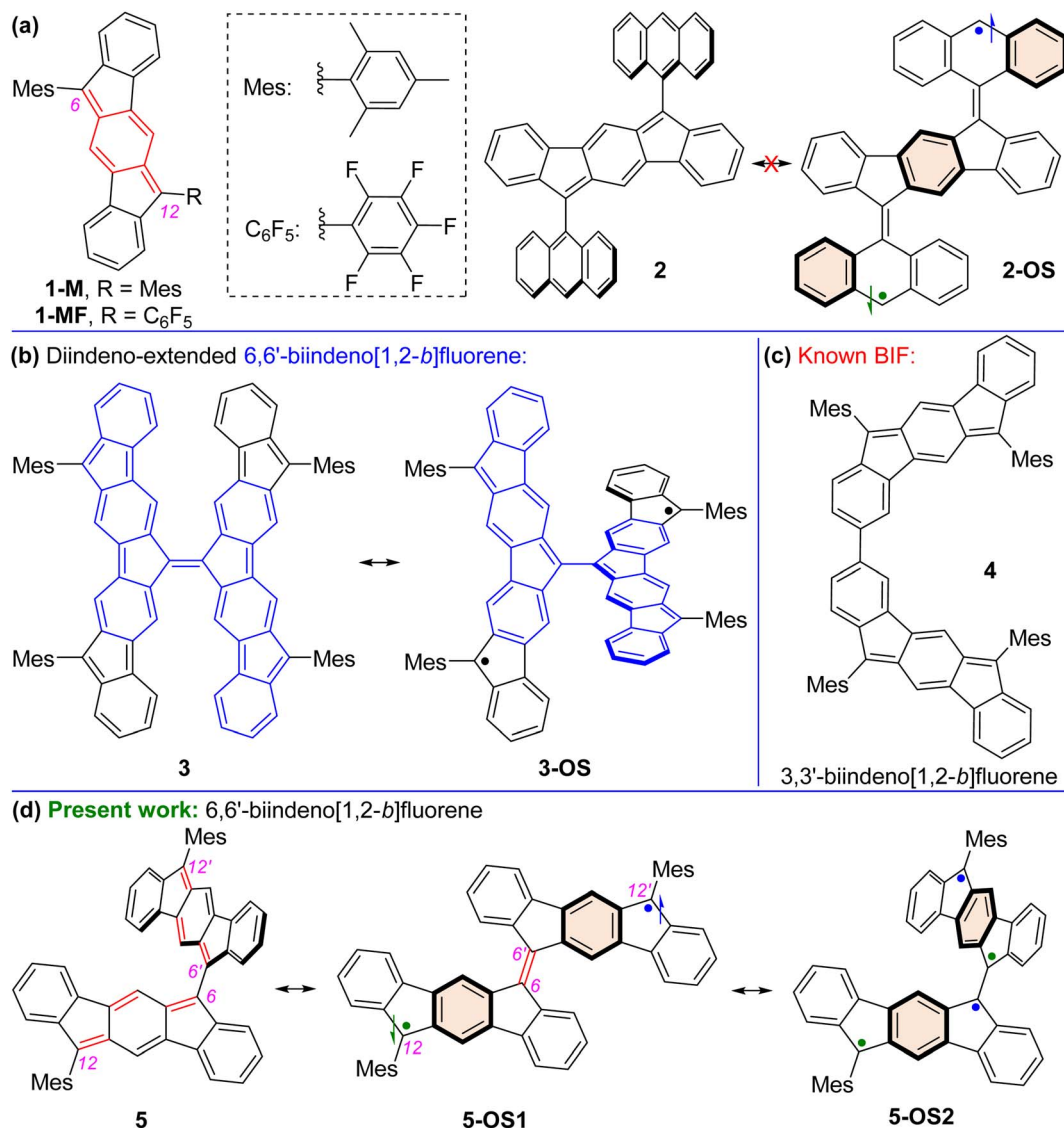 (a)
Mes
6
12
R
1-M, R = Mes
1-MF, R = C6F5
Mes:
C6F5:
F
F
F
F
F
2
X
2-OS
(b) Diindeno-extended 6,6'-biindeno[1,2-b]fluorene:
Mes
Mes
Mes
Mes
3
Mes
Mes
Mes
Mes
3-OS
(c) Known BIF:
Mes
Mes
4
Mes
Mes
3,3'-biindeno[1,2-b]fluorene
(d) Present work: 6,6'-biindeno[1,2-b]fluorene
Mes
12'
6'
6
12
Mes
5
Mes
12'
6'
6
12
Mes
5-OS1
Mes
Mes
5-OS2